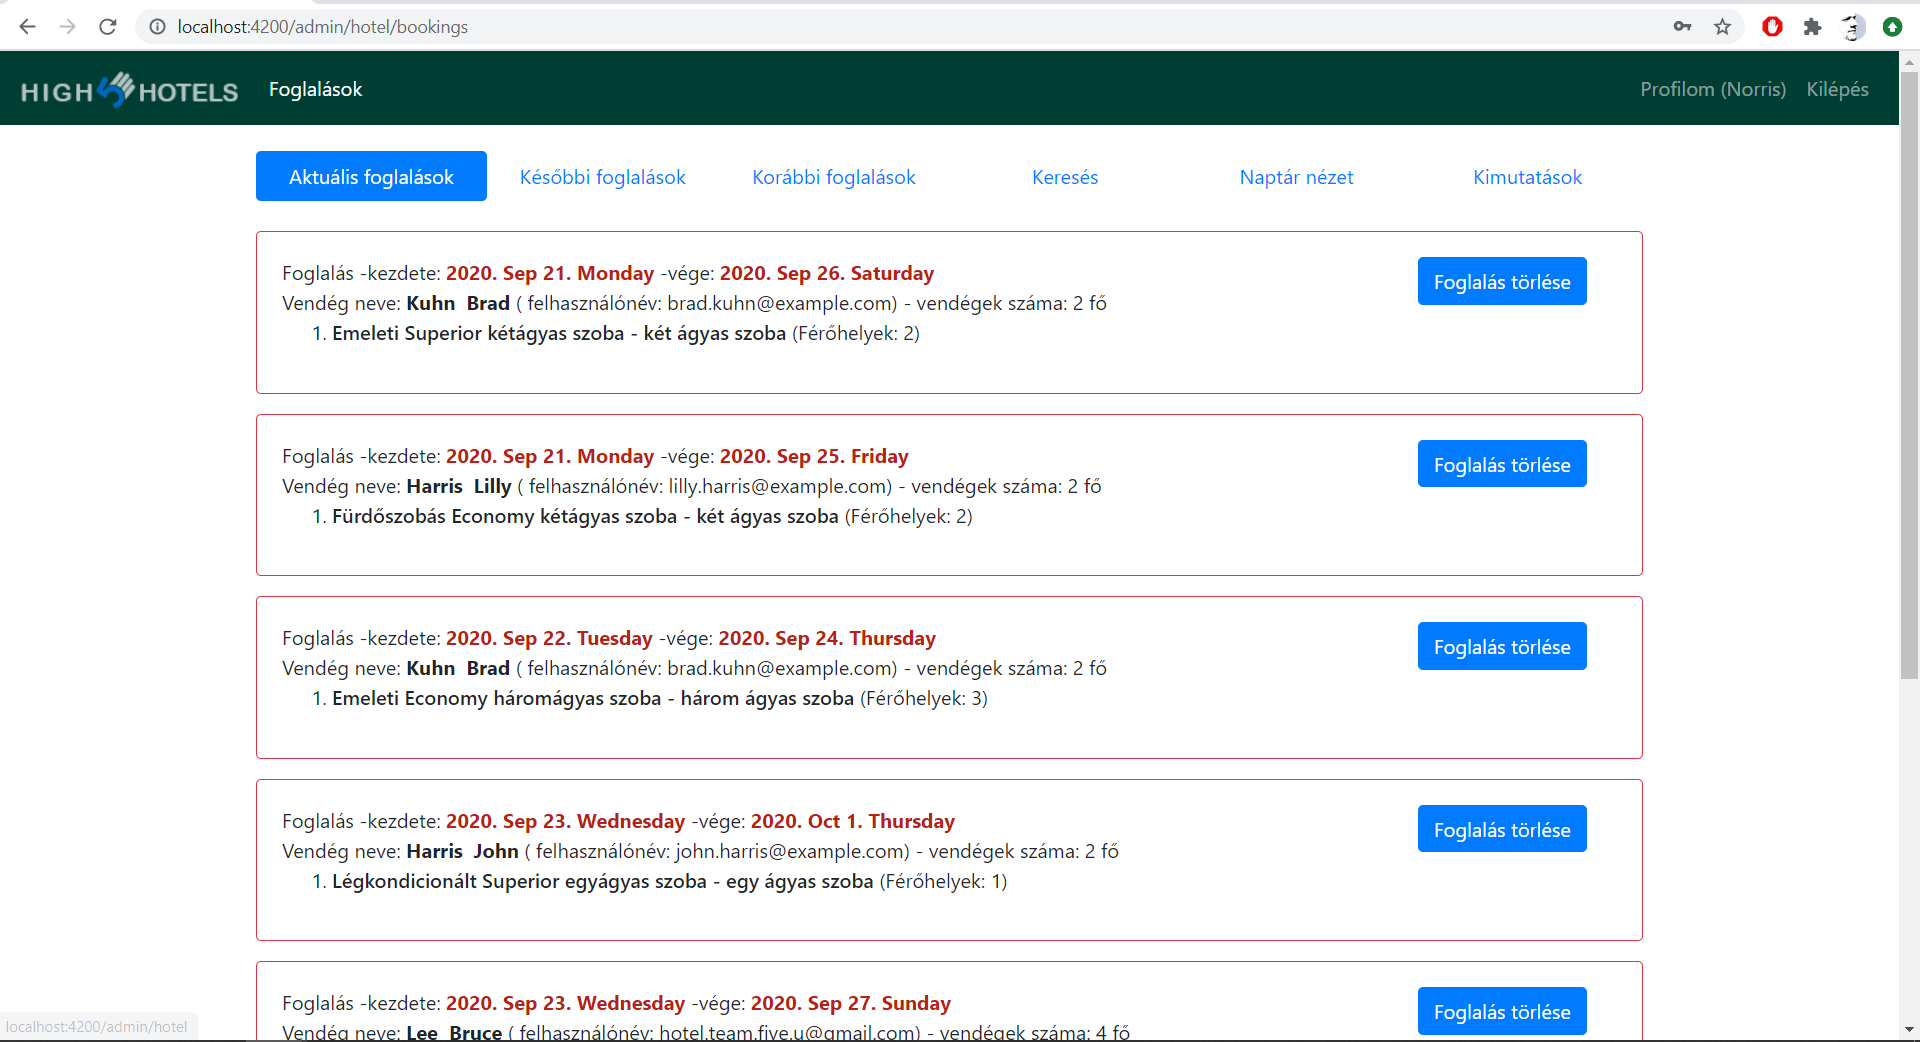 localhost:4200/admin/hotel/bookings
HIGH 5 HOTELS Foglalások Profilom (Norris) Kilépés
Aktuális foglalások Későbbi foglalások Korábbi foglalások Keresés Naptár nézet Kimutatások
Foglalás -kezdete: 2020. Sep 21. Monday -vége: 2020. Sep 26. Saturday
Foglalás törlése
Vendég neve: Kuhn Brad ( felhasználónév: brad.kuhn@example.com) - vendégek száma: 2 fő
1. Emeleti Superior kétágyas szoba - két ágyas szoba (Férőhelyek: 2)
Foglalás -kezdete: 2020. Sep 21. Monday -vége: 2020. Sep 25. Friday
Foglalás törlése
Vendég neve: Harris Lilly ( felhasználónév: lilly.harris@example.com) - vendégek száma: 2 fő
1. Fürdőszobás Economy kétágyas szoba - két ágyas szoba (Férőhelyek: 2)
Foglalás -kezdete: 2020. Sep 22. Tuesday -vége: 2020. Sep 24. Thursday
Foglalás törlése
Vendég neve: Kuhn Brad ( felhasználónév: brad.kuhn@example.com) - vendégek száma: 2 fő
1. Emeleti Economy háromágyas szoba - három ágyas szoba (Férőhelyek: 3)
Foglalás -kezdete: 2020. Sep 23. Wednesday -vége: 2020. Oct 1. Thursday
Foglalás törlése
Vendég neve: Harris John ( felhasználónév: john.harris@example.com) - vendégek száma: 2 fő
1. Légkondicionált Superior egyágyas szoba - egy ágyas szoba (Férőhelyek: 1)
Foglalás -kezdete: 2020. Sep 23. Wednesday -vége: 2020. Sep 27. Sunday
Foglalás törlése
Vendég neve: Lee Bruce ( felhasználónév: hotel.team.five.u@gmail.com) - vendégek száma: 4 fő
localhost:4200/admin/hotel